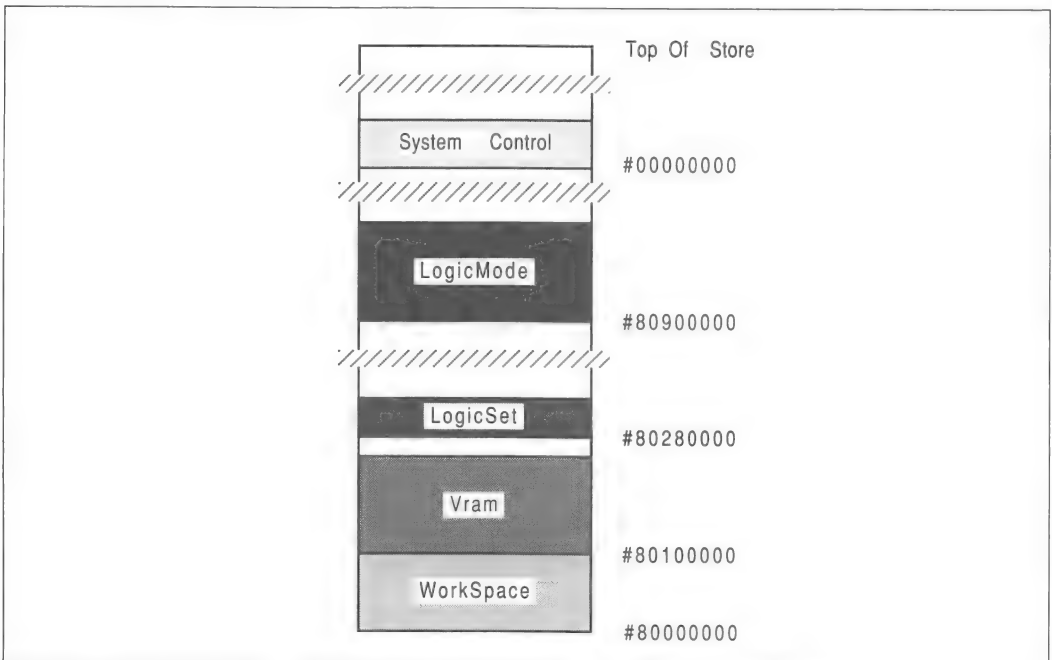 Top Of Store
System Control
#00000000
LogicMode
#80900000
LogicSet
#80280000
Vram
#80100000
WorkSpace
#80000000